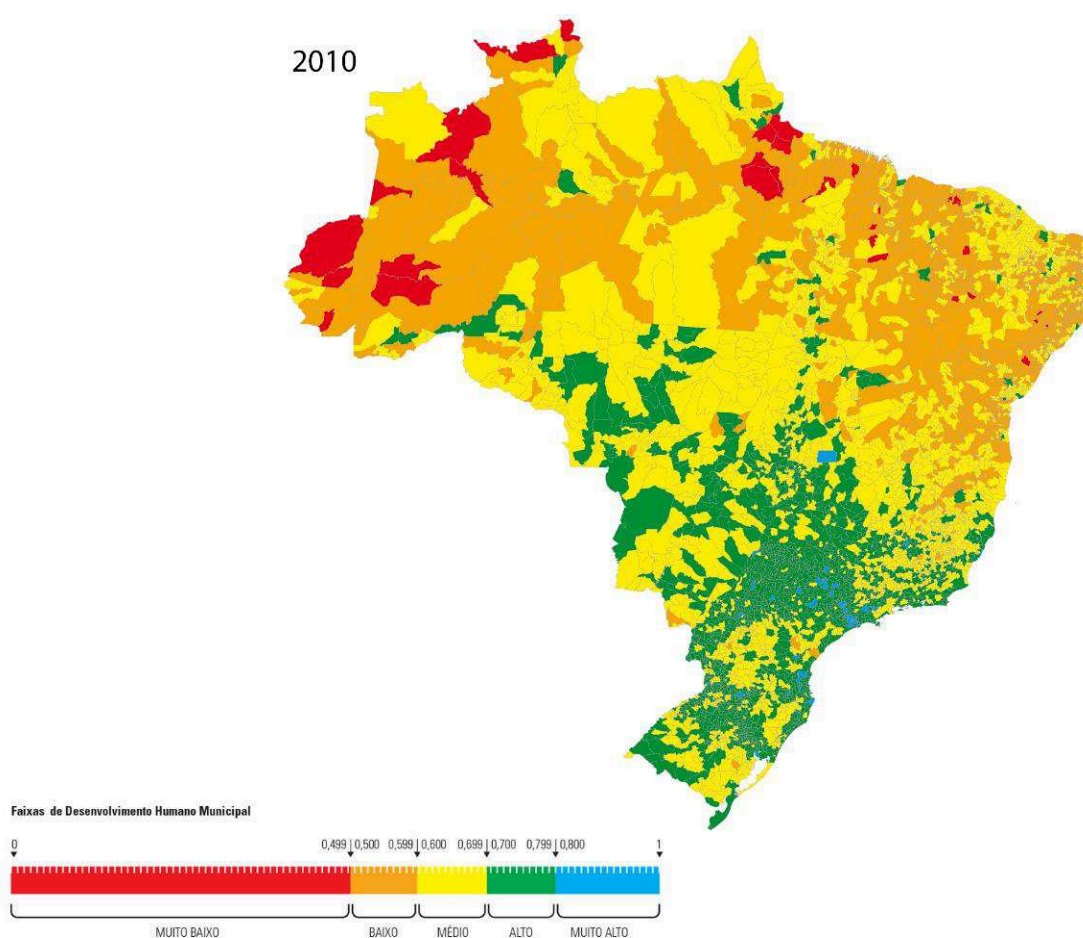 2010
Faixas de Desenvolvimento Humano Municipal
0 0,499 0,500 0,599 0,600 0,699 0,700 0,799 0,800 1
MUITO BAIXO BAIXO MÉDIO ALTO MUITO ALTO